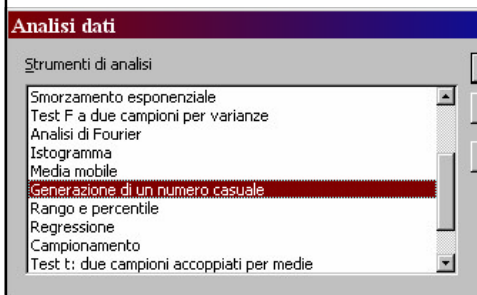 Analisi dati
Strumenti di analisi
Smorzamento esponenziale
Test F a due campioni per varianze
Analisi di Fourier
Istogramma
Media mobile
Generazione di un numero casuale
Rango e percentile
Regressione
Campionamento
Test t: due campioni accoppiati per medie